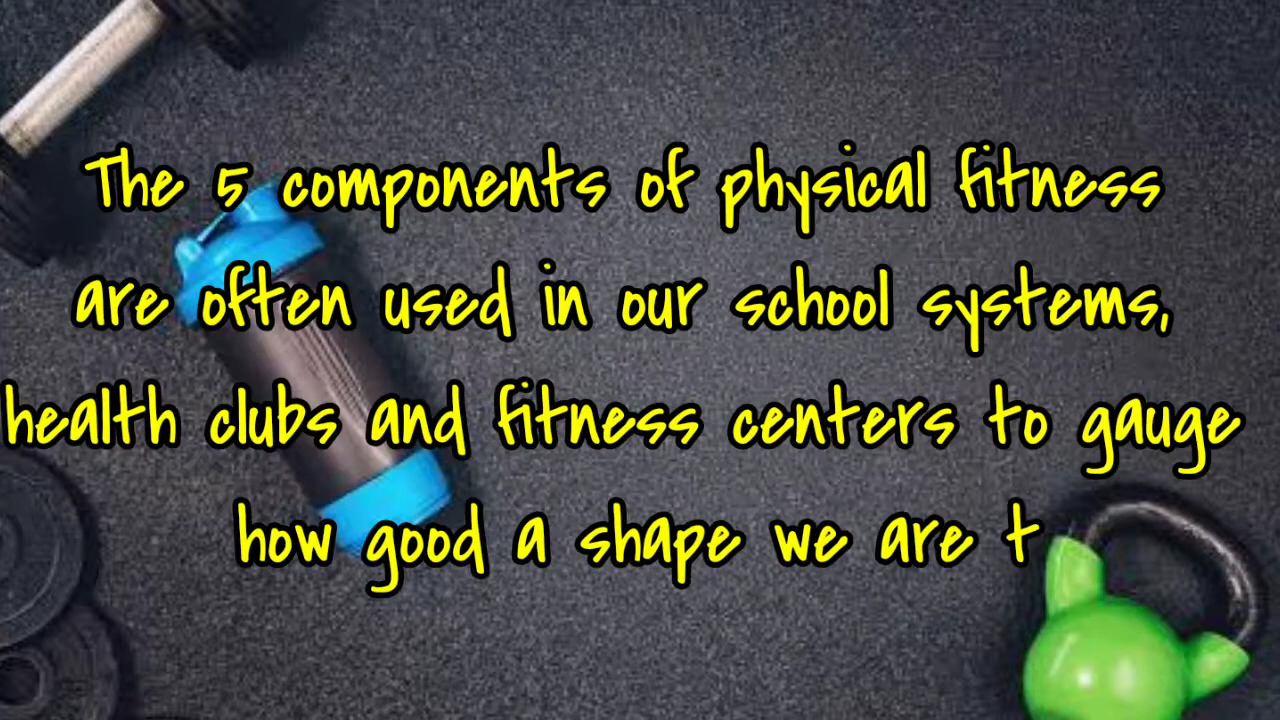 The 5 components of physical fitness
are often used in our school systems,
health clubs and fitness centers to gauge
how good a shape we are t